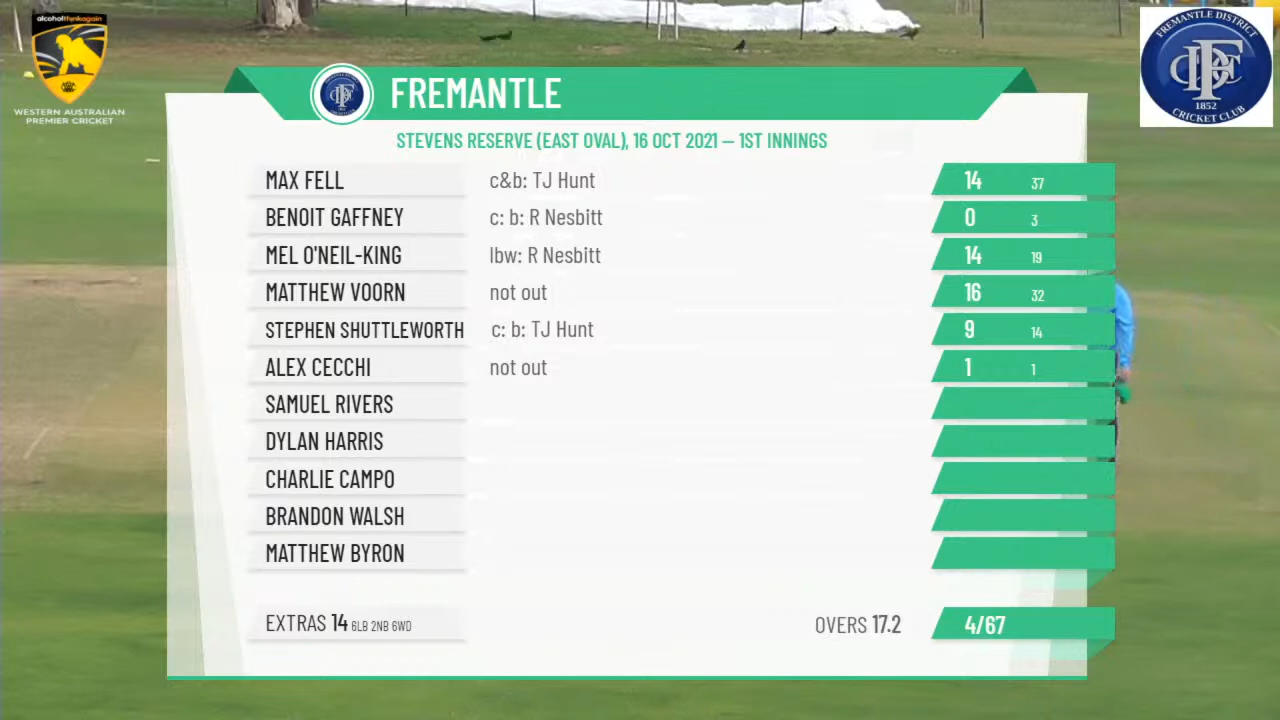 alcoholthinkagain
WESTERN AUSTRALIAN
PREMIER CRICKET
FREMANTLE DISTRICT
1852
CRICKET CLUB
FREMANTLE
STEVENS RESERVE (EAST OVAL), 16 OCT 2021 – 1ST INNINGS
MAX FELL c&b: TJ Hunt 14 37
BENOIT GAFFNEY c: b: R Nesbitt 0 3
MEL O'NEIL-KING lbw: R Nesbitt 14 19
MATTHEW VOORN not out 16 32
STEPHEN SHUTTLEWORTH c: b: TJ Hunt 9 14
ALEX CECCHI not out 1 1
SAMUEL RIVERS
DYLAN HARRIS
CHARLIE CAMPO
BRANDON WALSH
MATTHEW BYRON
EXTRAS 14 6LB 2NB 6WD OVERS 17.2 4/67